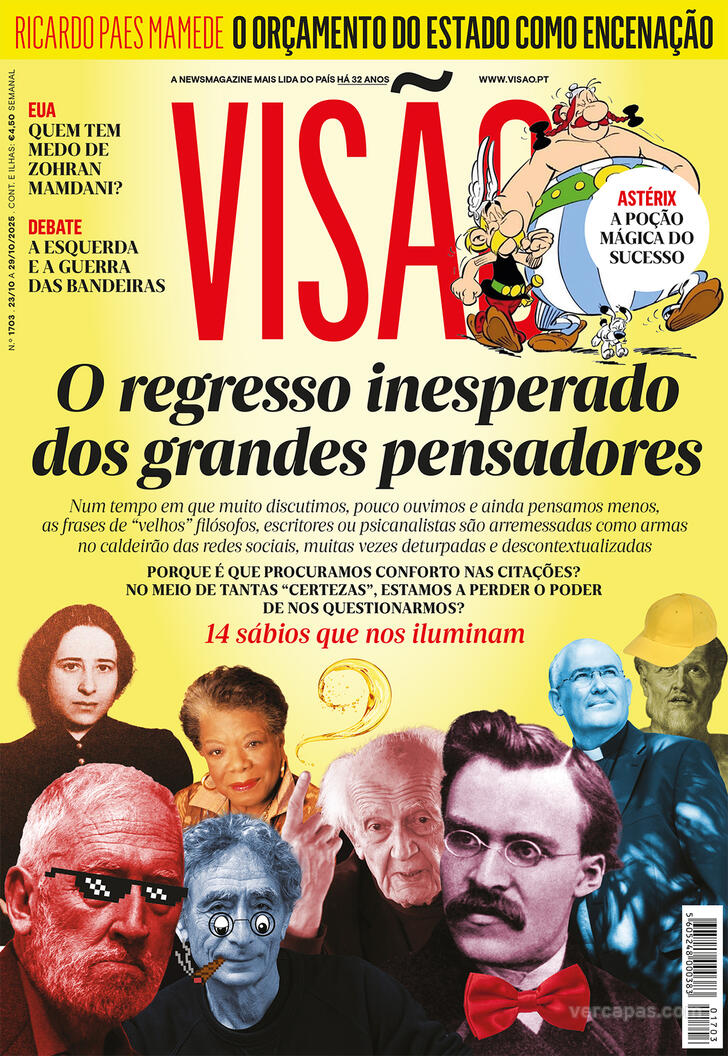 RICARDO PAES MAMEDE O ORÇAMENTO DO ESTADO COMO ENCENAÇÃO
A NEWSMAGAZINE MAIS LIDA DO PAÍS HÁ 32 ANOS
WWW.VISAO.PT
VISÃO
N.º 1703 . 23/10 A 29/10/2025 . CONT. E ILHAS: €4,50 SEMANAL
EUA
QUEM TEM
MEDO DE
ZOHRAN
MAMDANI?
DEBATE
A ESQUERDA
E A GUERRA
DAS BANDEIRAS
ASTÉRIX
A POÇÃO
MÁGICA DO
SUCESSO
O regresso inesperado
dos grandes pensadores
Num tempo em que muito discutimos, pouco ouvimos e ainda pensamos menos,
as frases de “velhos” filósofos, escritores ou psicanalistas são arremessadas como armas
no caldeirão das redes sociais, muitas vezes deturpadas e descontextualizadas
PORQUE É QUE PROCURAMOS CONFORTO NAS CITAÇÕES?
NO MEIO DE TANTAS “CERTEZAS”, ESTAMOS A PERDER O PODER
DE NOS QUESTIONARMOS?
14 sábios que nos iluminam
5605248000383
01703
vercapas.com